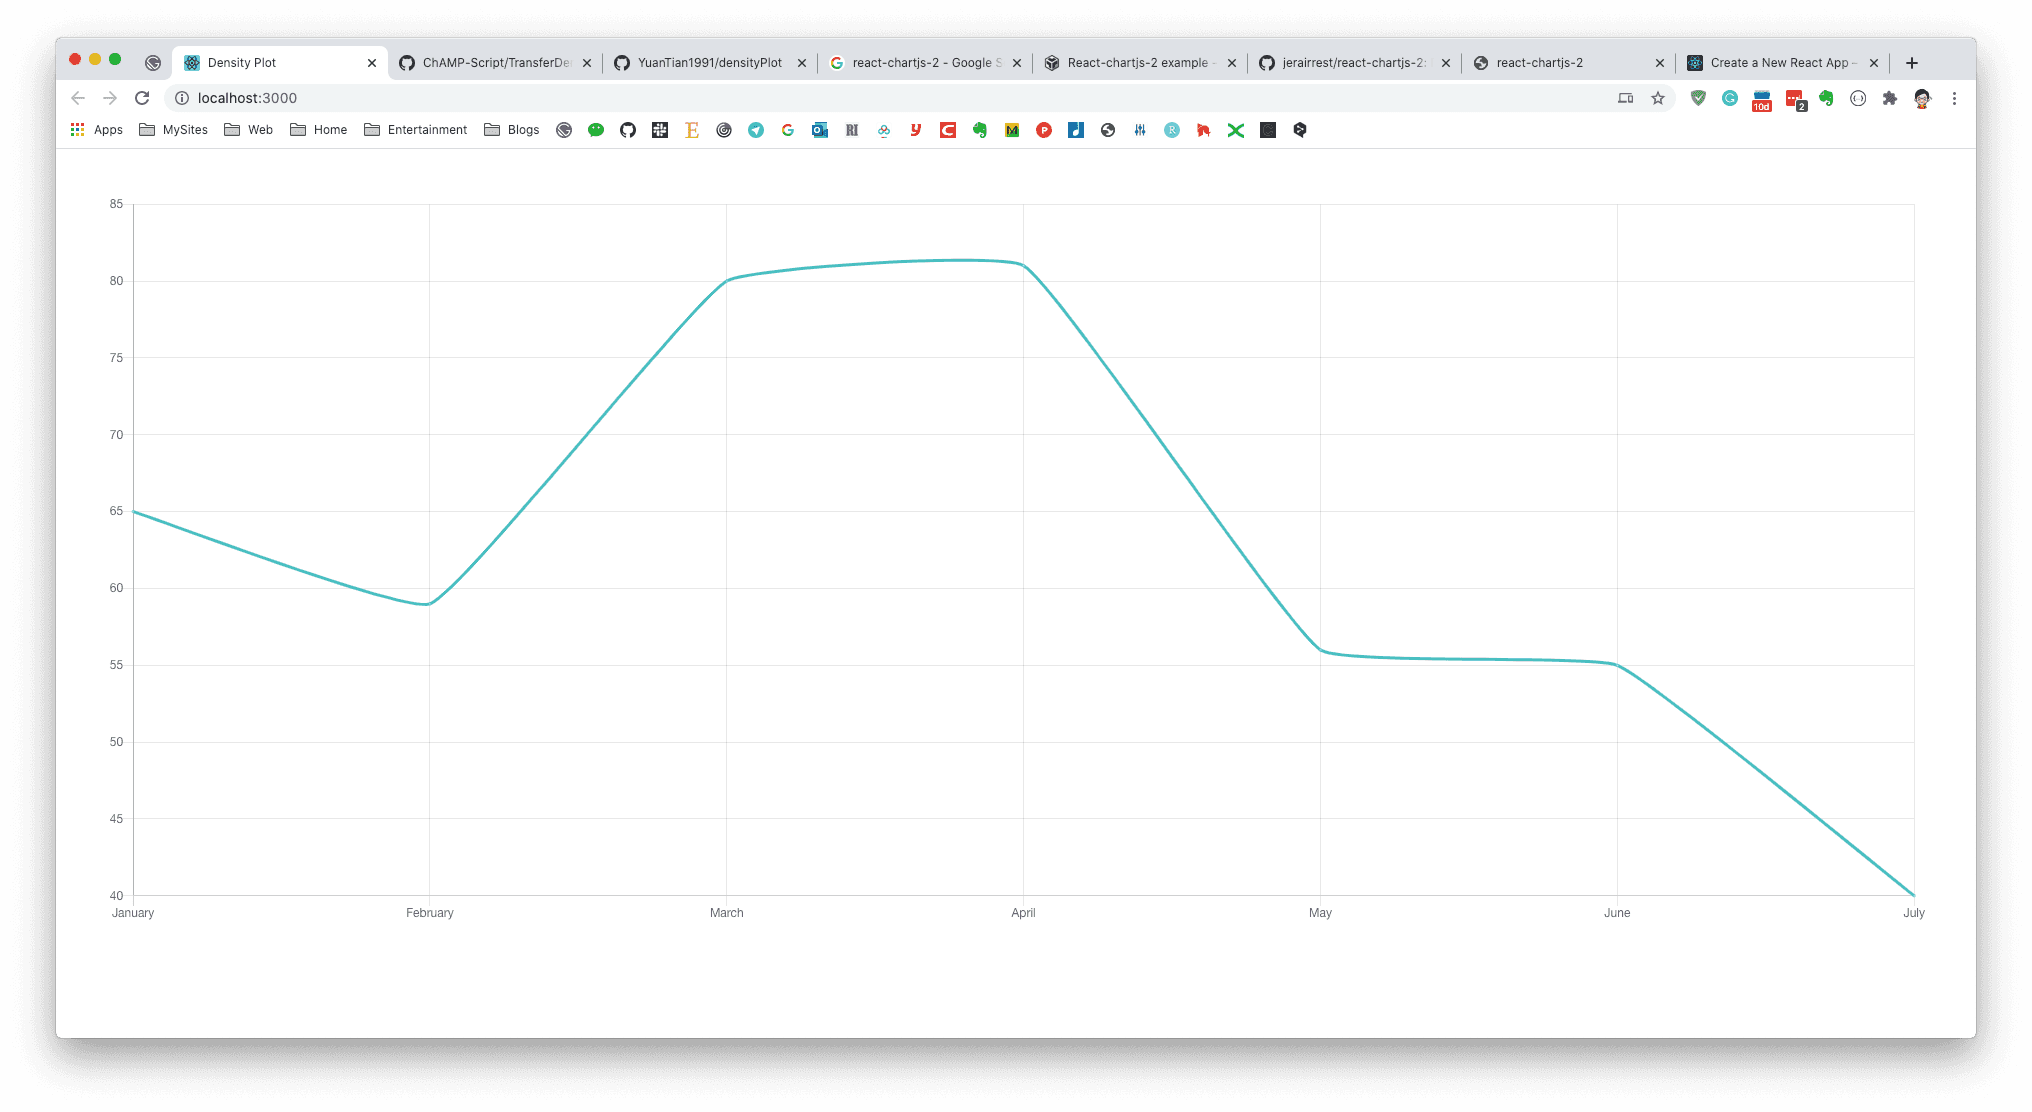 Density Plot ChAMP-Script/TransferDe YuanTian1991/densityPlot react-chartjs-2 - Google S React-chartjs-2 example - jerairrest/react-chartjs-2: react-chartjs-2 Create a New React App –
localhost:3000 10d 2
Apps MySites Web Home Entertainment Blogs
85
80
75
70
65
60
55
50
45
40
January February March April May June July